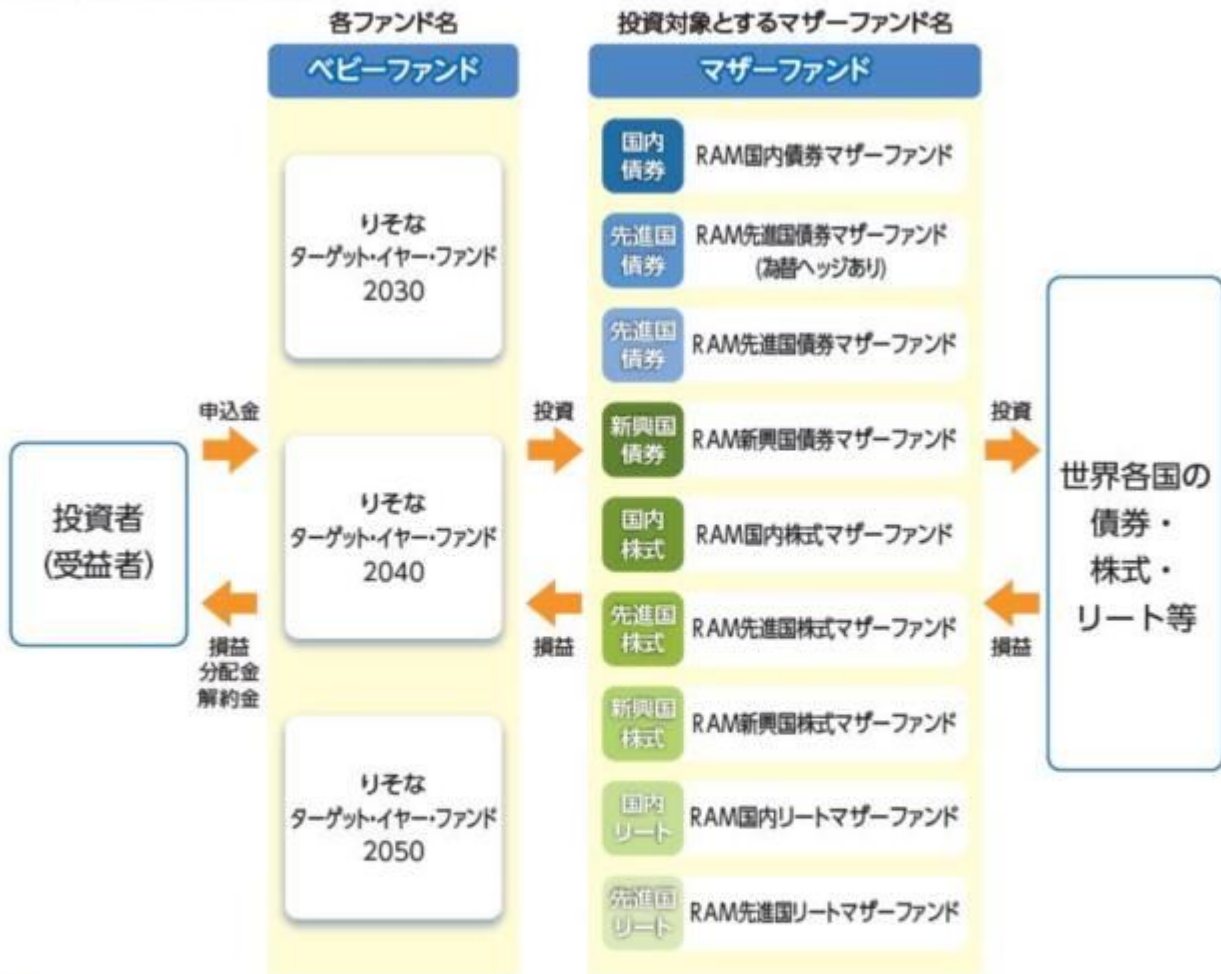 各ファンド名
ベビーファンド
りそな
ターゲット・イヤー・ファンド
2030
りそな
ターゲット・イヤー・ファンド
2040
りそな
ターゲット・イヤー・ファンド
2050
投資対象とするマザーファンド名
マザーファンド
国内
債券
RAM国内債券マザーファンド
先進国
債券
RAM先進国債券マザーファンド
(為替ヘッジあり)
先進国
債券
RAM先進国債券マザーファンド
新興国
債券
RAM新興国債券マザーファンド
国内
株式
RAM国内株式マザーファンド
先進国
株式
RAM先進国株式マザーファンド
新興国
株式
RAM新興国株式マザーファンド
国内
リート
RAM国内リートマザーファンド
先進国
リート
RAM先進国リートマザーファンド
投資者
(受益者)
申込金
損益
分配金
解約金
投資
損益
投資
損益
世界各国の
債券・
株式・
リート等